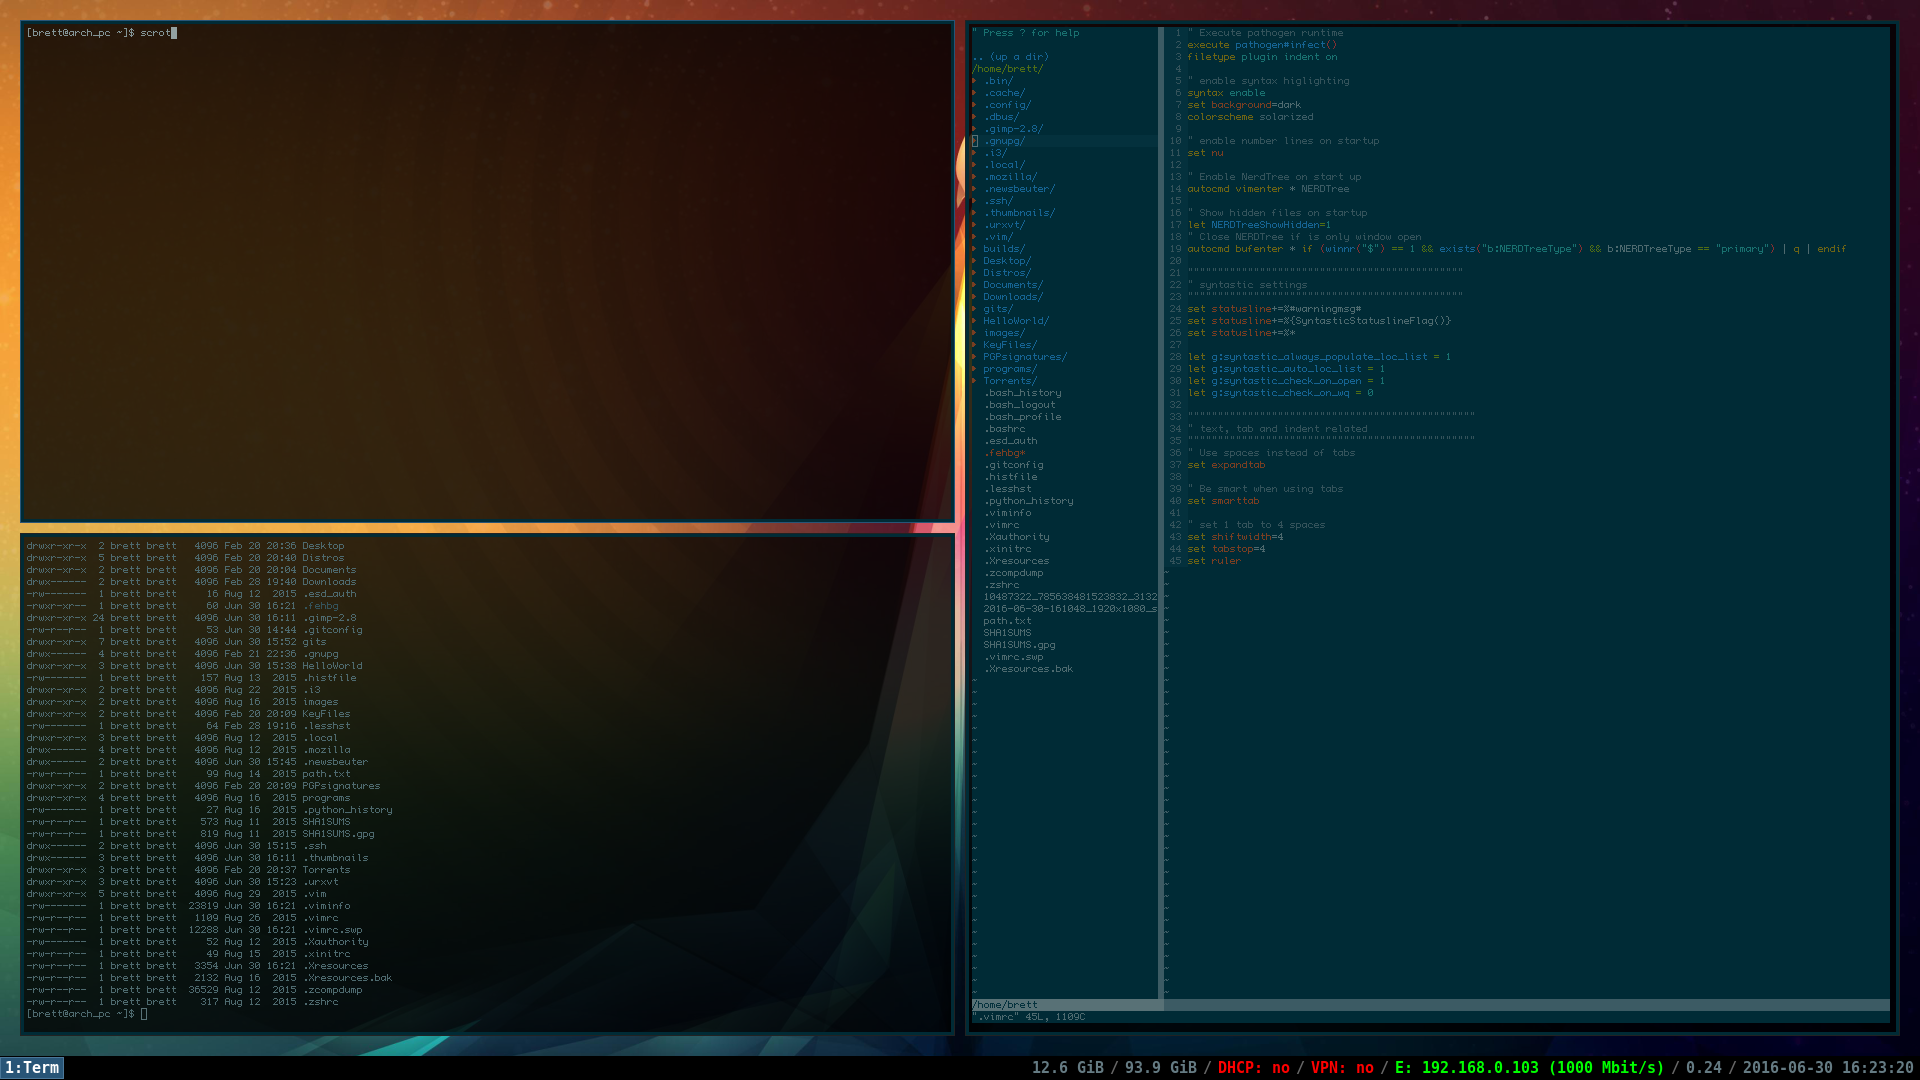 [brett@arch_pc ~]$ scrot
drwxr-xr-x  2 brett brett   4096 Feb 20 20:36 Desktop
drwxr-xr-x  5 brett brett   4096 Feb 20 20:40 Distros
drwxr-xr-x  2 brett brett   4096 Feb 20 20:04 Documents
drwx------  2 brett brett   4096 Feb 28 19:40 Downloads
-rw-------  1 brett brett     16 Aug 12  2015 .esd_auth
-rwxr-xr-x  1 brett brett     60 Jun 30 16:21 .fehbg
drwxr-xr-x 24 brett brett   4096 Jun 30 16:11 .gimp-2.8
-rw-r--r--  1 brett brett     53 Jun 30 14:44 .gitconfig
drwxr-xr-x  7 brett brett   4096 Jun 30 15:52 gits
drwx------  4 brett brett   4096 Feb 21 22:36 .gnupg
drwxr-xr-x  3 brett brett   4096 Jun 30 15:38 HelloWorld
-rw-------  1 brett brett    157 Aug 13  2015 .histfile
drwxr-xr-x  2 brett brett   4096 Aug 22  2015 .i3
drwxr-xr-x  2 brett brett   4096 Aug 16  2015 images
drwxr-xr-x  2 brett brett   4096 Feb 20 20:09 KeyFiles
-rw-------  1 brett brett     64 Feb 28 19:16 .lesshst
drwxr-xr-x  3 brett brett   4096 Aug 12  2015 .local
drwx------  4 brett brett   4096 Aug 12  2015 .mozilla
drwxr-xr-x  2 brett brett   4096 Jun 30 15:45 .newsbeuter
-rw-r--r--  1 brett brett     99 Aug 14  2015 path.txt
drwxr-xr-x  2 brett brett   4096 Feb 20 20:09 PGPsignatures
drwxr-xr-x  4 brett brett   4096 Aug 16  2015 programs
-rw-------  1 brett brett     27 Aug 16  2015 .python_history
-rw-r--r--  1 brett brett    573 Aug 11  2015 SHA1SUMS
-rw-r--r--  1 brett brett    819 Aug 11  2015 SHA1SUMS.gpg
drwx------  2 brett brett   4096 Jun 30 15:15 .ssh
drwx------  3 brett brett   4096 Jun 30 16:11 .thumbnails
drwxr-xr-x  3 brett brett   4096 Feb 20 20:37 Torrents
drwxr-xr-x  3 brett brett   4096 Jun 30 15:23 .urxvt
drwxr-xr-x  5 brett brett   4096 Aug 29  2015 .vim
-rw-------  1 brett brett  23819 Jun 30 16:21 .viminfo
-rw-r--r--  1 brett brett   1109 Aug 26  2015 .vimrc
-rw-r--r--  1 brett brett  12288 Jun 30 16:21 .vimrc.swp
-rw-------  1 brett brett     52 Aug 12  2015 .Xauthority
-rw-r--r--  1 brett brett     49 Aug 15  2015 .xinitrc
-rw-r--r--  1 brett brett   3354 Jun 30 16:21 .Xresources
-rw-r--r--  1 brett brett   2132 Aug 16  2015 .Xresources.bak
-rw-r--r--  1 brett brett  36529 Aug 12  2015 .zcompdump
-rw-r--r--  1 brett brett    317 Aug 12  2015 .zshrc
[brett@arch_pc ~]$
" Press ? for help
.. (up a dir)
/home/brett/
.bin/
.cache/
.config/
.dbus/
.gimp-2.8/
.gnupg/
.i3/
.local/
.mozilla/
.newsbeuter/
.ssh/
.thumbnails/
.urxvt/
.vim/
builds/
Desktop/
Distros/
Documents/
Downloads/
gits/
HelloWorld/
images/
KeyFiles/
PGPsignatures/
programs/
Torrents/
.bash_history
.bash_logout
.bash_profile
.bashrc
.esd_auth
.fehbg*
.gitconfig
.histfile
.lesshst
.python_history
.viminfo
.vimrc
.Xauthority
.xinitrc
.Xresources
.zcompdump
.zshrc
10487322_785638481523832_3132
2016-06-30-161048_1920x1080_s
path.txt
SHA1SUMS
SHA1SUMS.gpg
.vimrc.swp
.Xresources.bak
/home/brett
1 " Execute pathogen runtime
2 execute pathogen#infect()
3 filetype plugin indent on
4
5 " enable syntax higlighting
6 syntax enable
7 set background=dark
8 colorscheme solarized
9
10 " enable number lines on startup
11 set nu
12
13 " Enable NerdTree on start up
14 autocmd vimenter * NERDTree
15
16 " Show hidden files on startup
17 let NERDTreeShowHidden=1
18 " Close NERDTree if is only window open
19 autocmd bufenter * if (winnr("$") == 1 && exists("b:NERDTreeType") && b:NERDTreeType == "primary") | q | endif
20
21 """"""""""""""""""""""""""""""""""""""""""""""
22 " syntastic settings
23 """"""""""""""""""""""""""""""""""""""""""""""
24 set statusline+=%#warningmsg#
25 set statusline+=%{SyntasticStatuslineFlag()}
26 set statusline+=%*
27
28 let g:syntastic_always_populate_loc_list = 1
29 let g:syntastic_auto_loc_list = 1
30 let g:syntastic_check_on_open = 1
31 let g:syntastic_check_on_wq = 0
32
33 """"""""""""""""""""""""""""""""""""""""""""""""
34 " text, tab and indent related
35 """"""""""""""""""""""""""""""""""""""""""""""""
36 " Use spaces instead of tabs
37 set expandtab
38
39 " Be smart when using tabs
40 set smarttab
41
42 " set 1 tab to 4 spaces
43 set shiftwidth=4
44 set tabstop=4
45 set ruler
".vimrc" 45L, 1109C
1:Term
12.6 GiB / 93.9 GiB / DHCP: no / VPN: no / E: 192.168.0.103 (1000 Mbit/s) / 0.24 / 2016-06-30 16:23:20